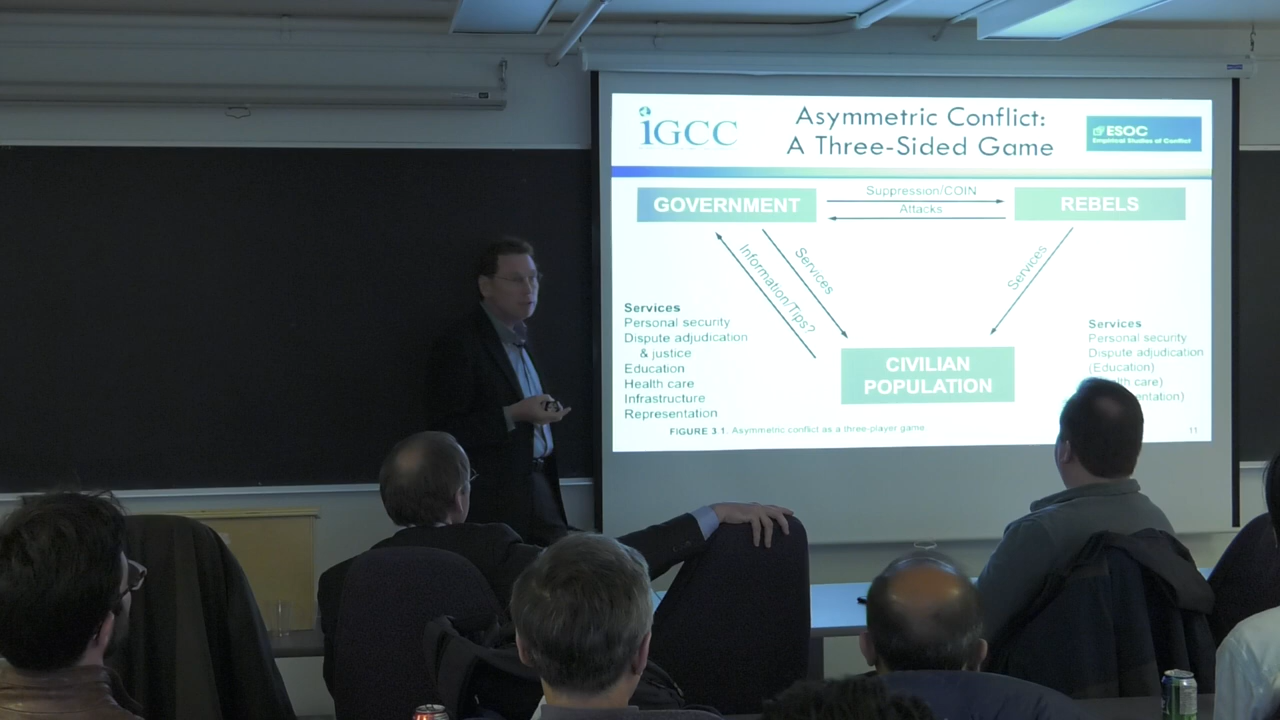 iGCC
Asymmetric Conflict:
A Three-Sided Game
ESOC
Empirical Studies of Conflict
GOVERNMENT
Suppression/COIN
Attacks
REBELS
Information/Tips?
Services
Services
CIVILIAN
POPULATION
Services
Personal security
Dispute adjudication
& justice
Education
Health care
Infrastructure
Representation
Services
Personal security
Dispute adjudication
(Education)
care)
FIGURE 3.1. Asymmetric conflict as a three-player game.
11